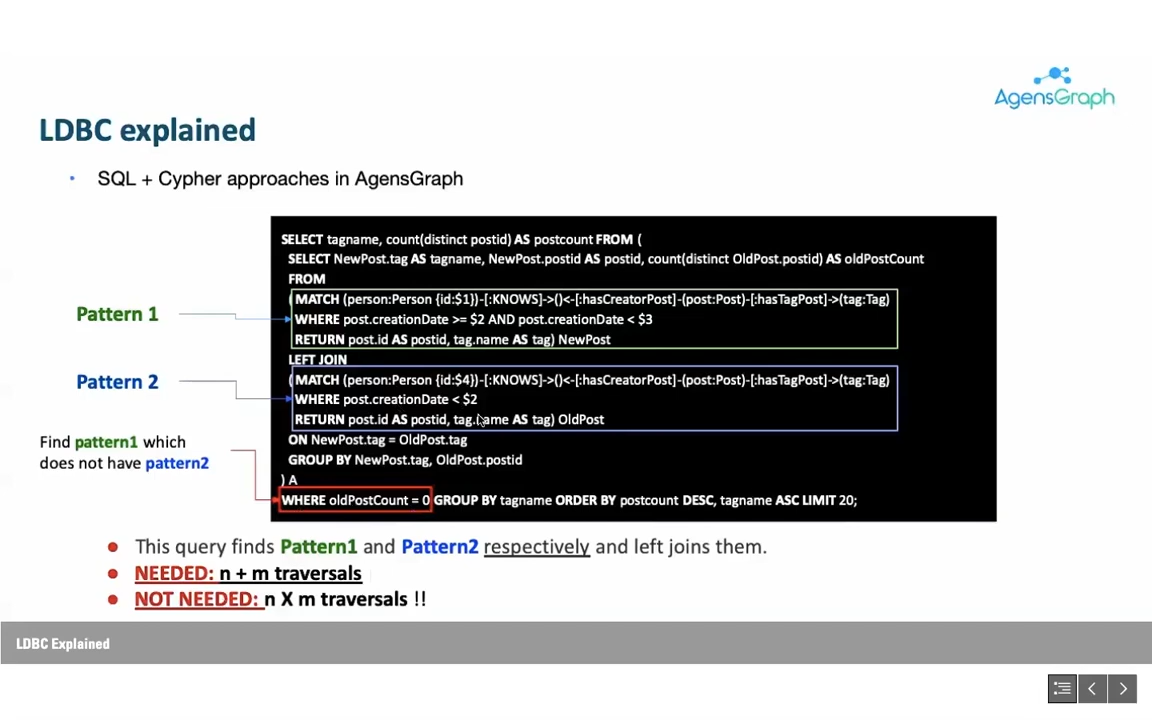 AgensGraph
LDBC explained
• SQL + Cypher approaches in AgensGraph
SELECT tagname, count(distinct postid) AS postcount FROM (
SELECT NewPost.tag AS tagname, NewPost.postid AS postid, count(distinct OldPost.postid) AS oldPostCount
FROM
Pattern 1
( MATCH (person:Person {id:$1})-[:KNOWS]->()<-[:hasCreatorPost]-(post:Post)-[:hasTagPost]->(tag:Tag)
WHERE post.creationDate >= $2 AND post.creationDate < $3
RETURN post.id AS postid, tag.name AS tag) NewPost
LEFT JOIN
Pattern 2
( MATCH (person:Person {id:$4})-[:KNOWS]->()<-[:hasCreatorPost]-(post:Post)-[:hasTagPost]->(tag:Tag)
WHERE post.creationDate < $2
RETURN post.id AS postid, tag.name AS tag) OldPost
ON NewPost.tag = OldPost.tag
GROUP BY NewPost.tag, OldPost.postid
) A
WHERE oldPostCount = 0 GROUP BY tagname ORDER BY postcount DESC, tagname ASC LIMIT 20;
Find pattern1 which
does not have pattern2
• This query finds Pattern1 and Pattern2 respectively and left joins them.
• NEEDED: n + m traversals
• NOT NEEDED: n X m traversals !!
LDBC Explained